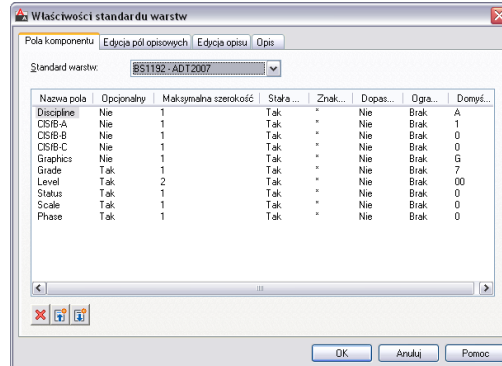 Właściwości standardu warstw
Pola komponentu Edycja pól opisowych Edycja opisu Opis
Standard warstw: BS1192 - ADT2007
Nazwa pola Opcjonalny Maksymalna szerokość Stała ... Znak... Dopas... Ogra... Domyś...
Discipline Nie 1 Tak * Nie Brak A
CISfB-A Nie 1 Tak * Nie Brak 1
CISfB-B Nie 1 Tak * Nie Brak 0
CISfB-C Nie 1 Tak * Nie Brak 0
Graphics Nie 1 Tak * Nie Brak G
Grade Tak 1 Tak * Nie Brak 7
Level Tak 2 Tak * Nie Brak 00
Status Tak 1 Tak * Nie Brak 0
Scale Tak 1 Tak * Nie Brak 0
Phase Tak 1 Tak * Nie Brak 0
OK Anuluj Pomoc